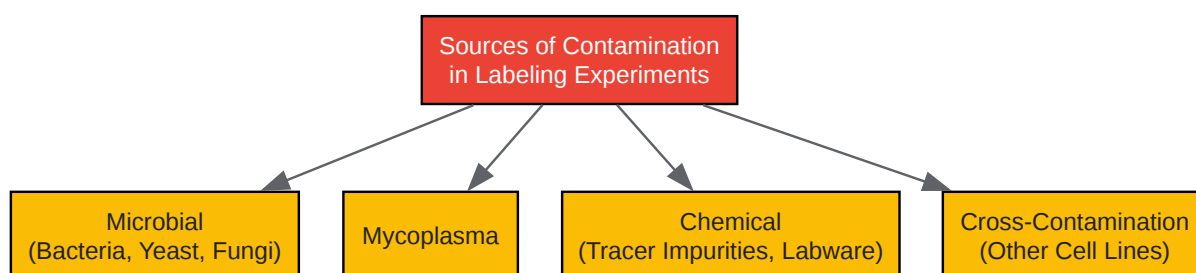 Sources of Contamination
in Labeling Experiments
Microbial
(Bacteria, Yeast, Fungi)
Mycoplasma
Chemical
(Tracer Impurities, Labware)
Cross-Contamination
(Other Cell Lines)